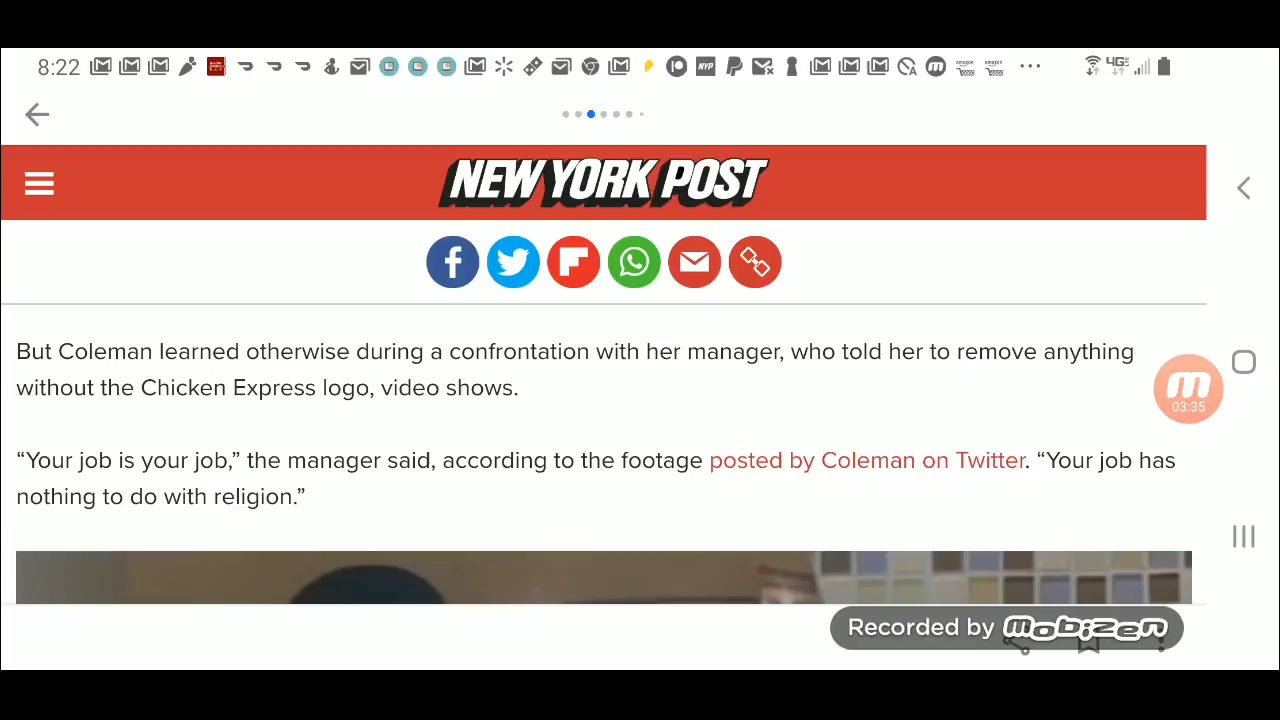 8:22
4G
NEW YORK POST
But Coleman learned otherwise during a confrontation with her manager, who told her to remove anything
without the Chicken Express logo, video shows.
03:35
“Your job is your job,” the manager said, according to the footage posted by Coleman on Twitter. “Your job has
nothing to do with religion.”
Recorded by mobizen